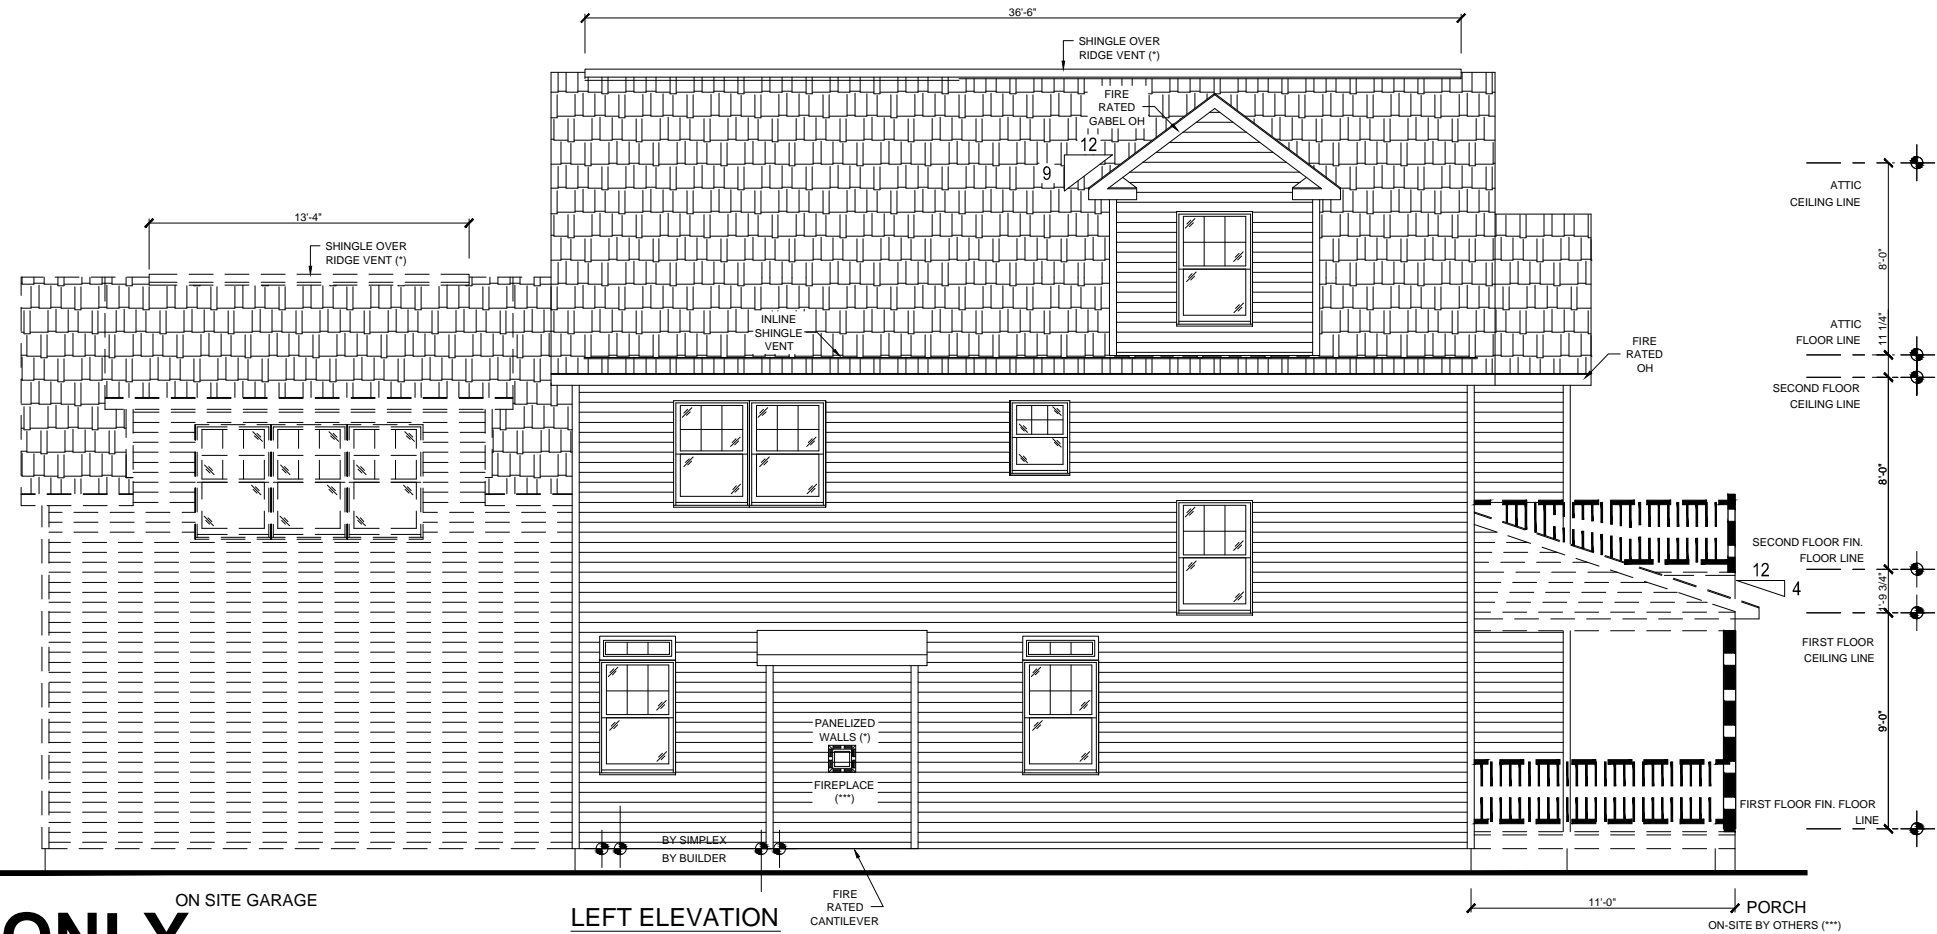 36'-6"
SHINGLE OVER
RIDGE VENT (*)
FIRE
RATED
GABEL OH
12
9
13'-4"
SHINGLE OVER
RIDGE VENT (*)
INLINE
SHINGLE
VENT
FIRE
RATED
OH
ATTIC
CEILING LINE
8'-0"
ATTIC
FLOOR LINE
11 1/4"
SECOND FLOOR
CEILING LINE
8'-0"
SECOND FLOOR FIN.
FLOOR LINE
12
4
1'-9 3/4"
FIRST FLOOR
CEILING LINE
9'-0"
PANELIZED
WALLS (*)
FIREPLACE
(***)
FIRST FLOOR FIN. FLOOR
LINE
BY SIMPLEX
BY BUILDER
FIRE
RATED
CANTILEVER
ON SITE GARAGE
ONLY
LEFT ELEVATION
11'-0"
PORCH
ON-SITE BY OTHERS (***)